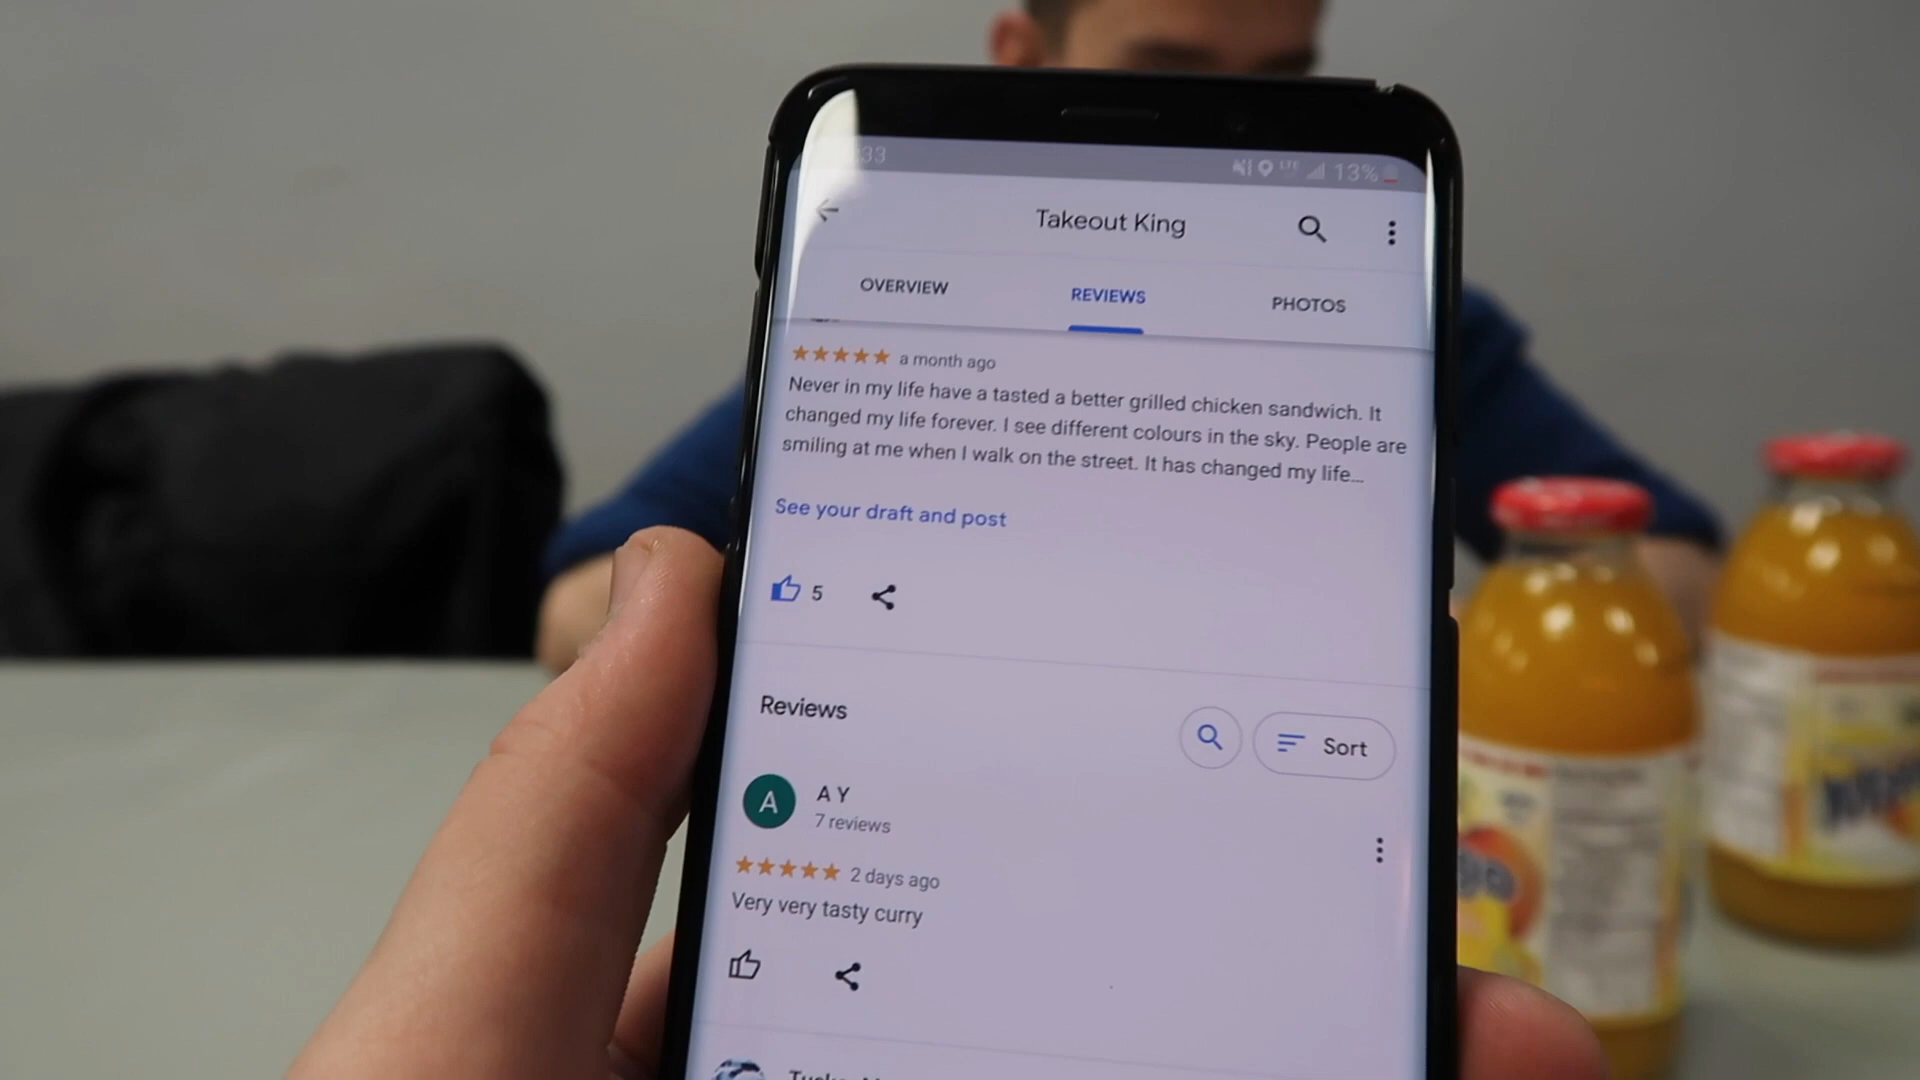 33
LTE 13%
Takeout King
OVERVIEW REVIEWS PHOTOS
a month ago
Never in my life have a tasted a better grilled chicken sandwich. It
changed my life forever. I see different colours in the sky. People are
smiling at me when I walk on the street. It has changed my life...
See your draft and post
5
Reviews
Sort
A
A Y
7 reviews
2 days ago
Very very tasty curry